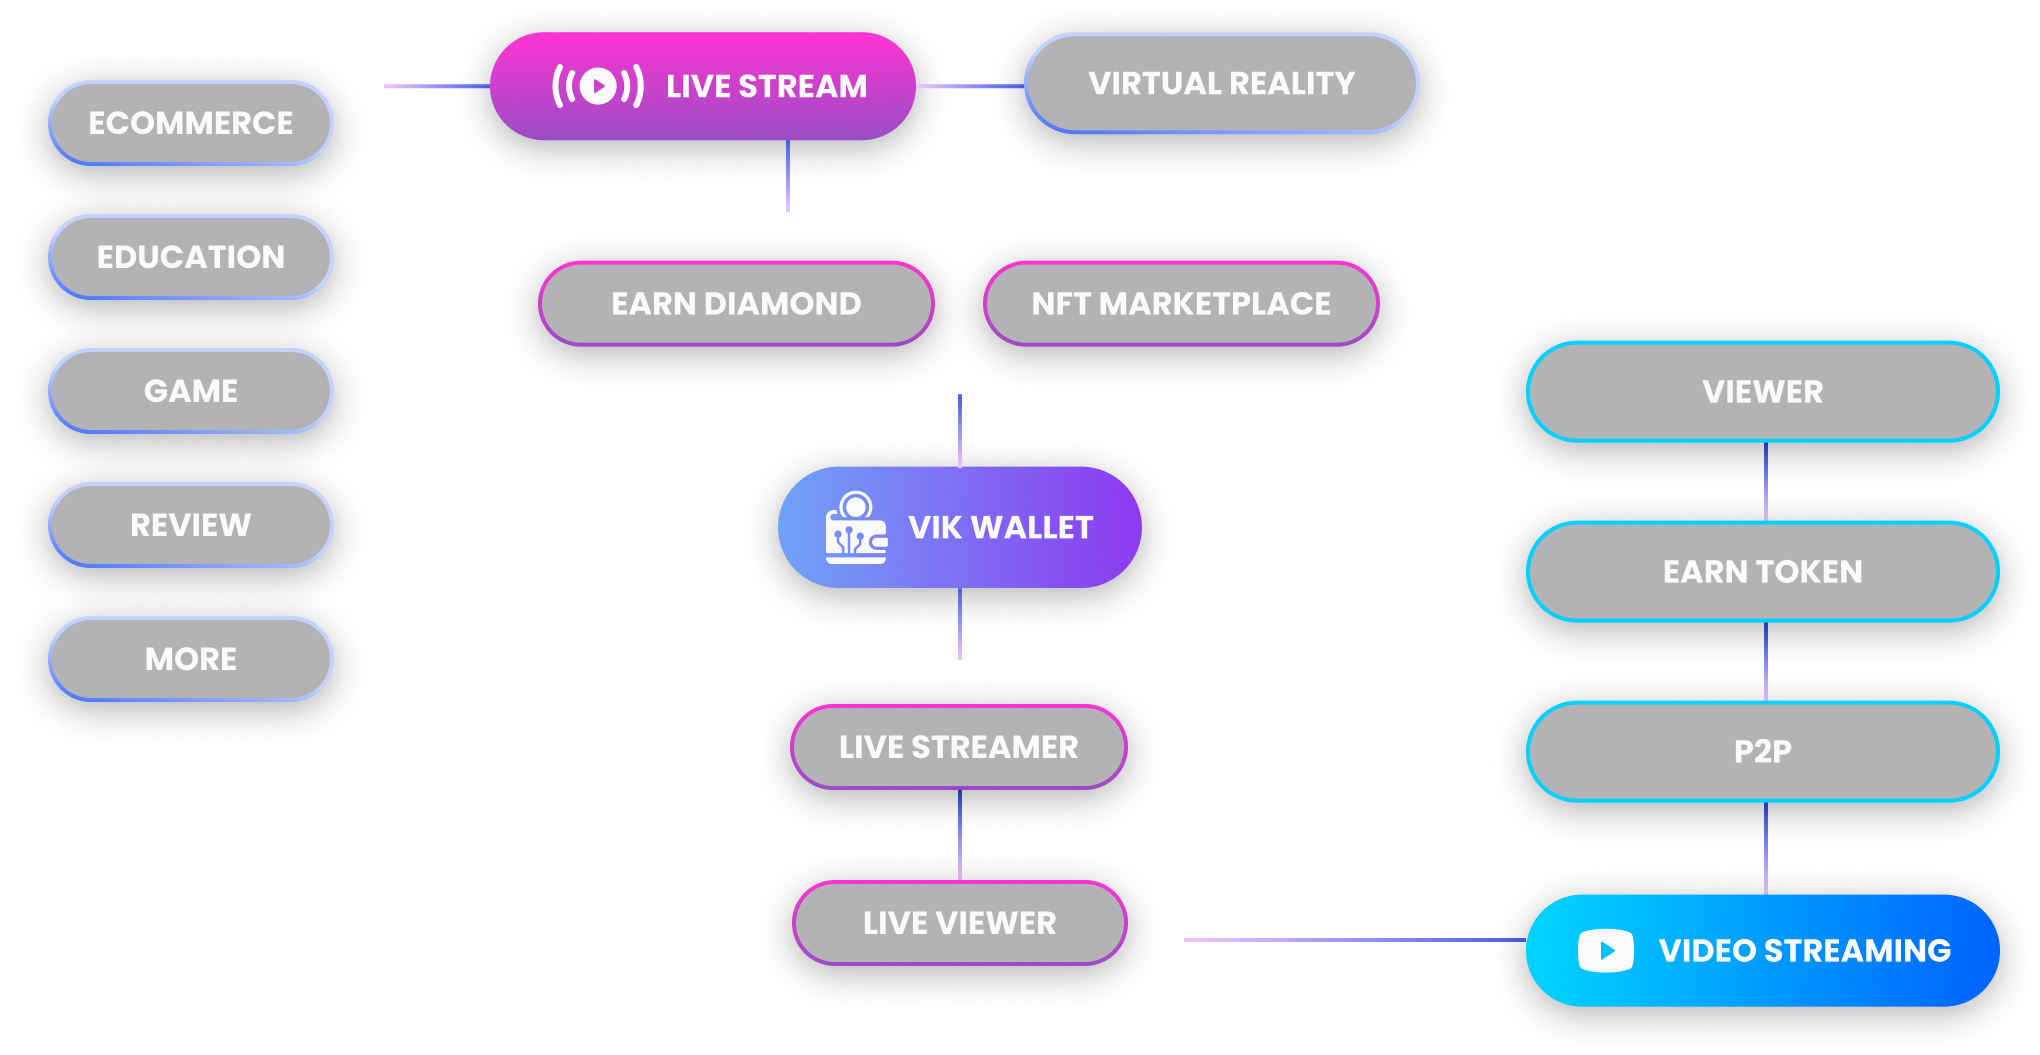 LIVE STREAM
VIRTUAL REALITY
ECOMMERCE
EDUCATION
GAME
REVIEW
MORE
EARN DIAMOND
NFT MARKETPLACE
VIK WALLET
LIVE STREAMER
LIVE VIEWER
VIEWER
EARN TOKEN
P2P
VIDEO STREAMING